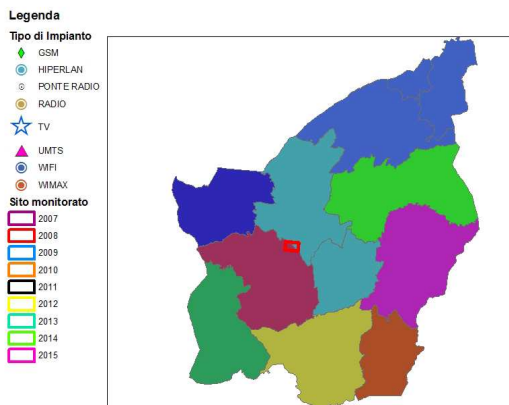 Legenda
Tipo di Impianto
GSM
HIPERLAN
PONTE RADIO
RADIO
TV
UMTS
WIFI
WIMAX
Sito monitorato
2007
2008
2009
2010
2011
2012
2013
2014
2015